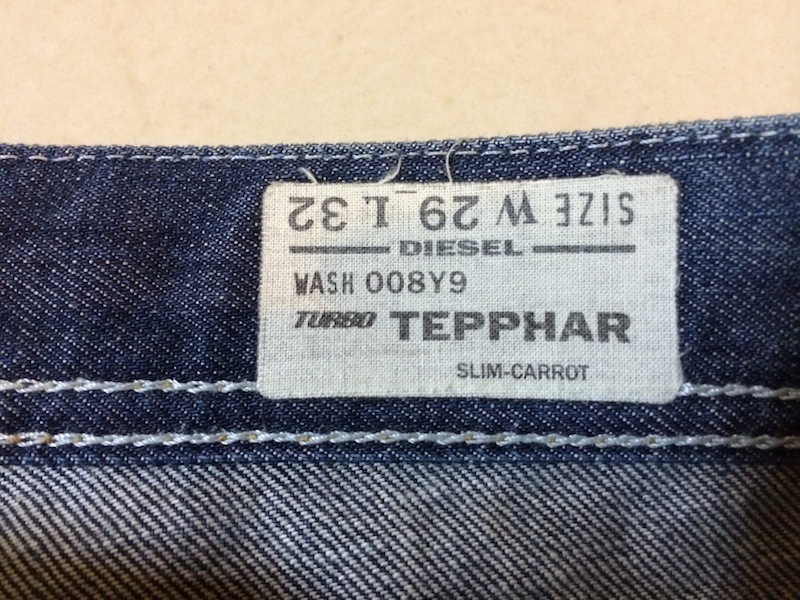 SIZE W 29 L 32
DIESEL
WASH 008Y9
TURBO TEPPHAR
SLIM-CARROT